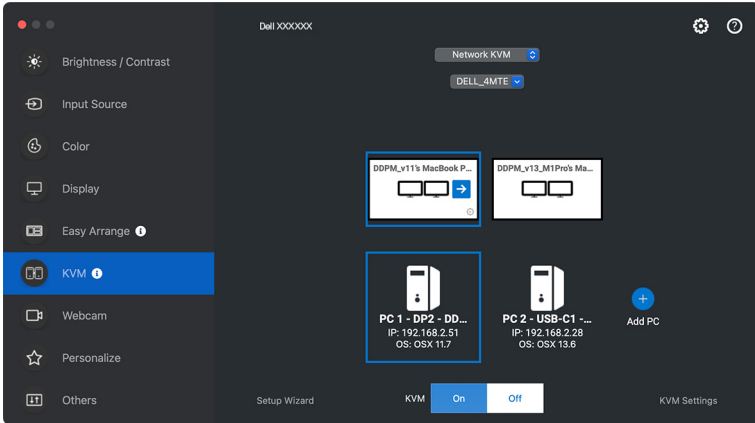 Dell XXXXXX
Brightness / Contrast
Input Source
Color
Display
Easy Arrange
KVM
Webcam
Personalize
Others
Network KVM
DELL_4MTE
DDPM_v11's MacBook P...
DDPM_v13_M1Pro's Ma...
PC 1 - DP2 - DD...
IP: 192.168.2.51
OS: OSX 11.7
PC 2 - USB-C1 -...
IP: 192.168.2.28
OS: OSX 13.6
Add PC
Setup Wizard
KVM
On
Off
KVM Settings